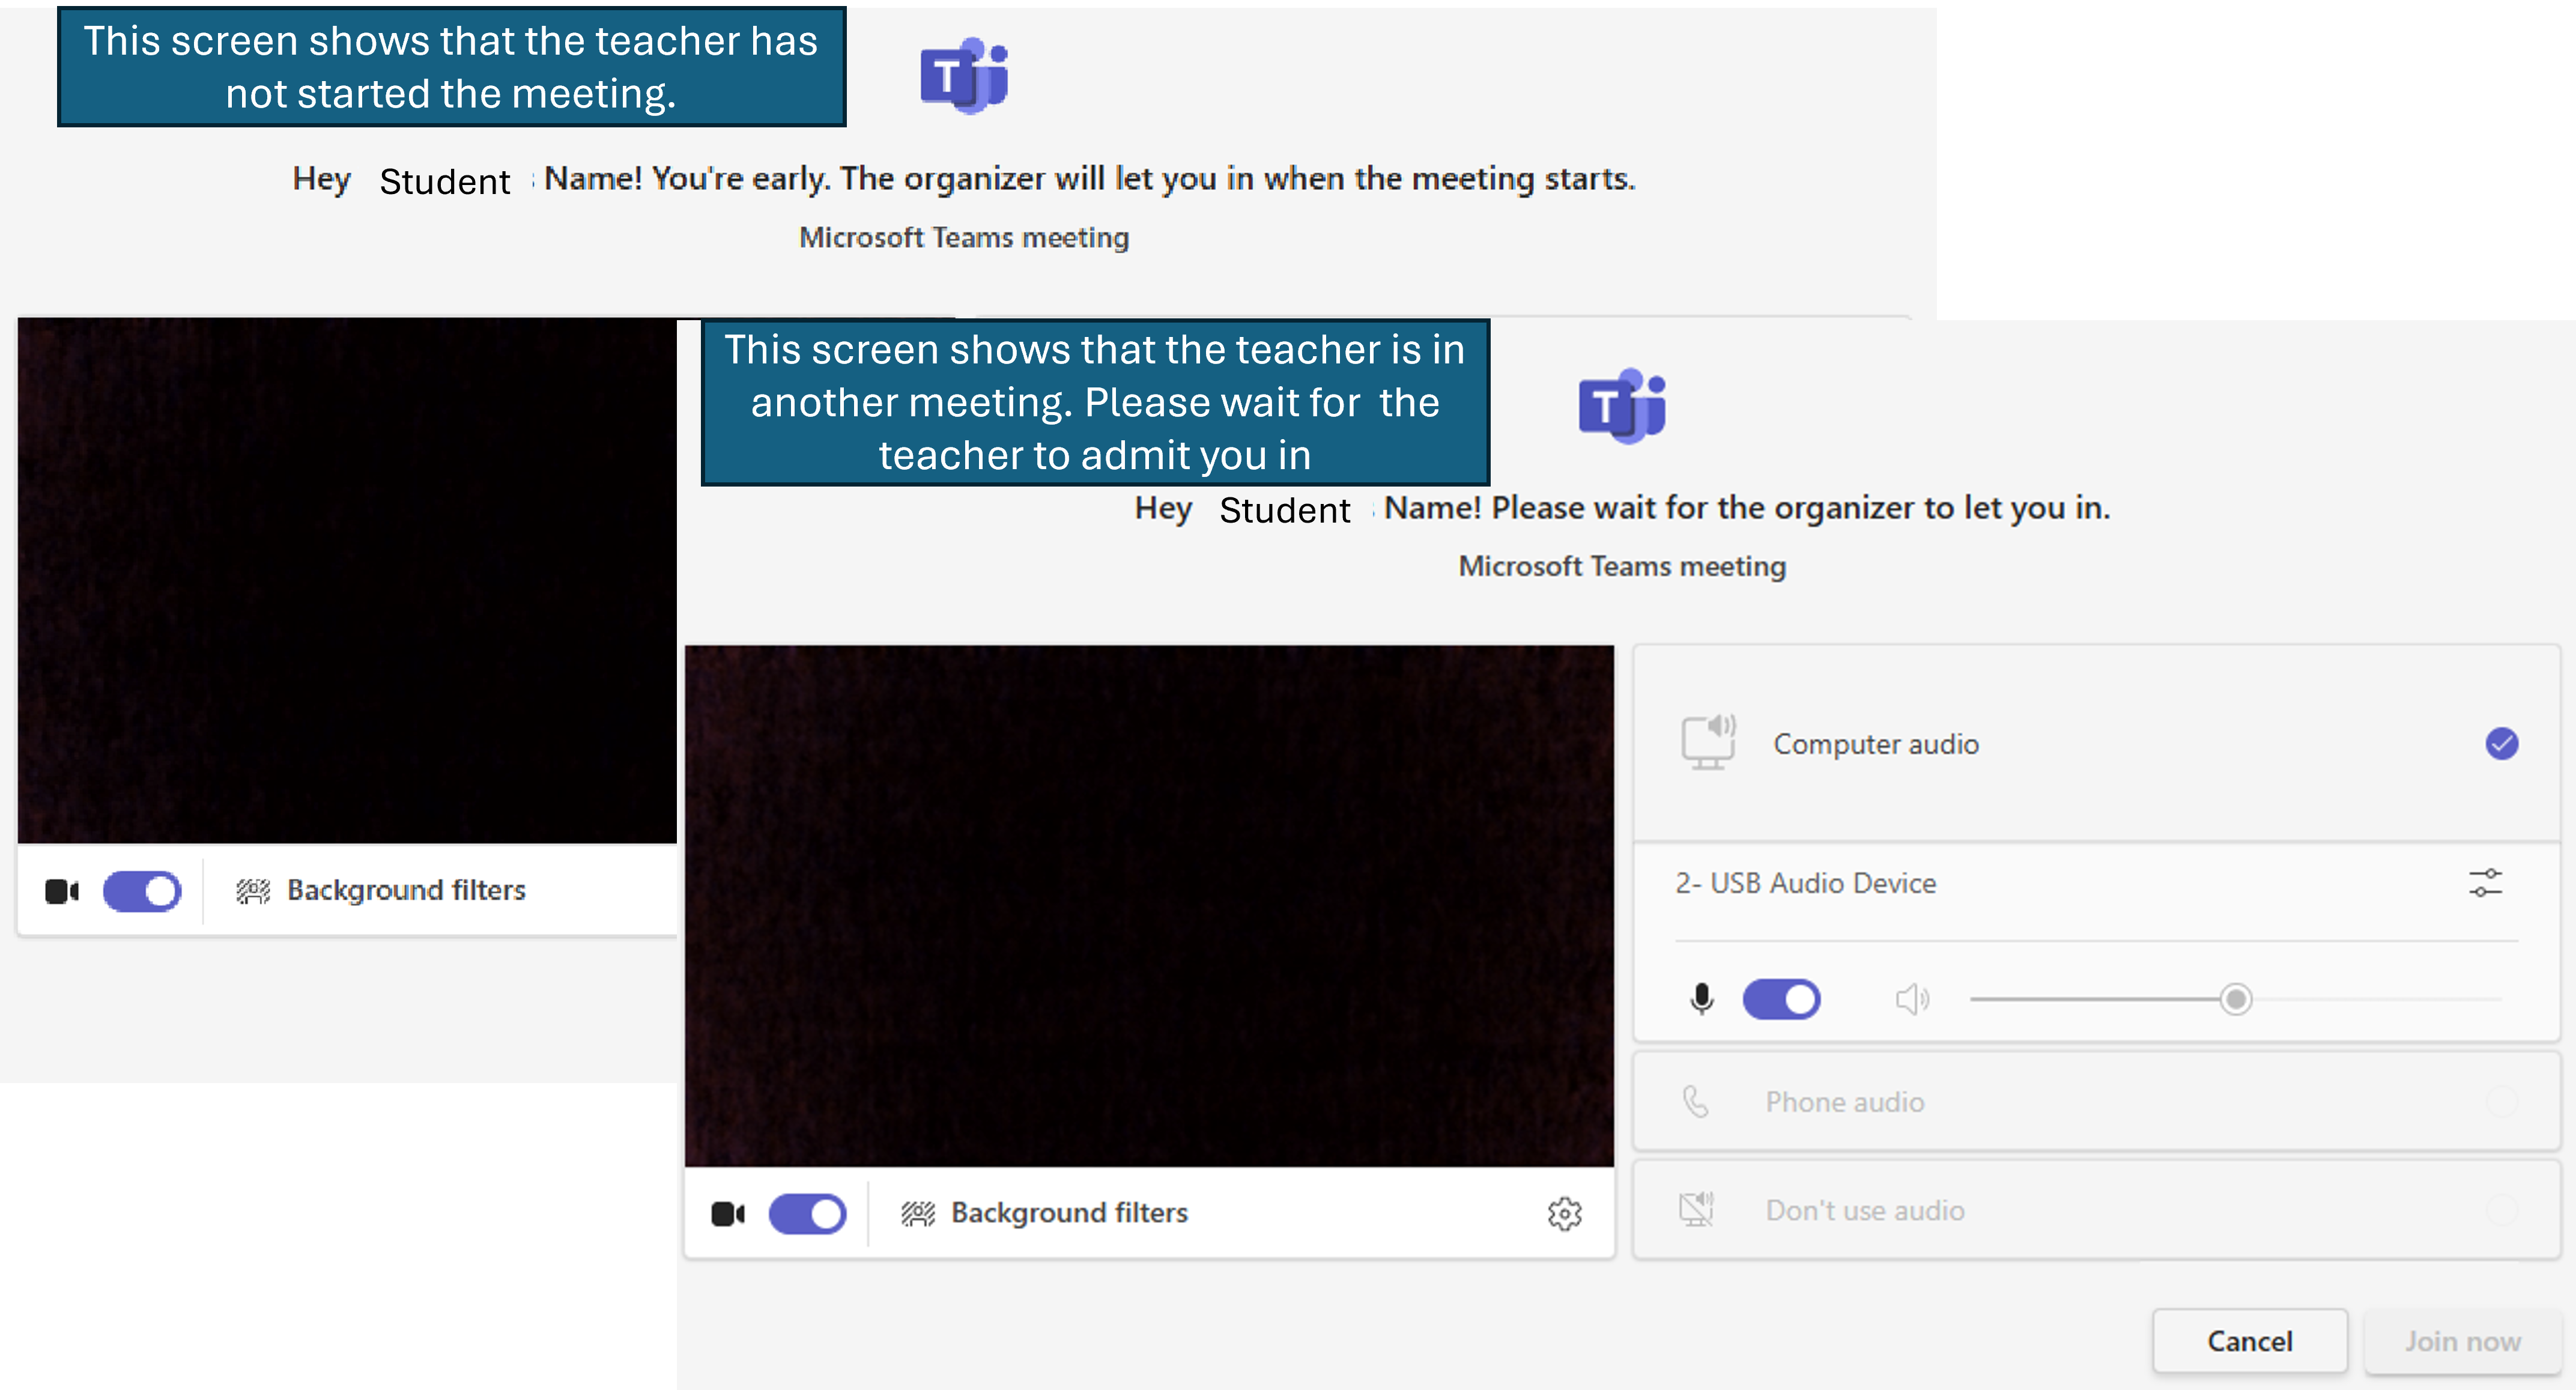 This screen shows that the teacher has
not started the meeting.
T
Hey Student Name! You're early. The organizer will let you in when the meeting starts.
Microsoft Teams meeting
Background filters
This screen shows that the teacher is in
another meeting. Please wait for the
teacher to admit you in
T
Hey Student Name! Please wait for the organizer to let you in.
Microsoft Teams meeting
Background filters
Computer audio
2- USB Audio Device
Phone audio
Don't use audio
Cancel
Join now